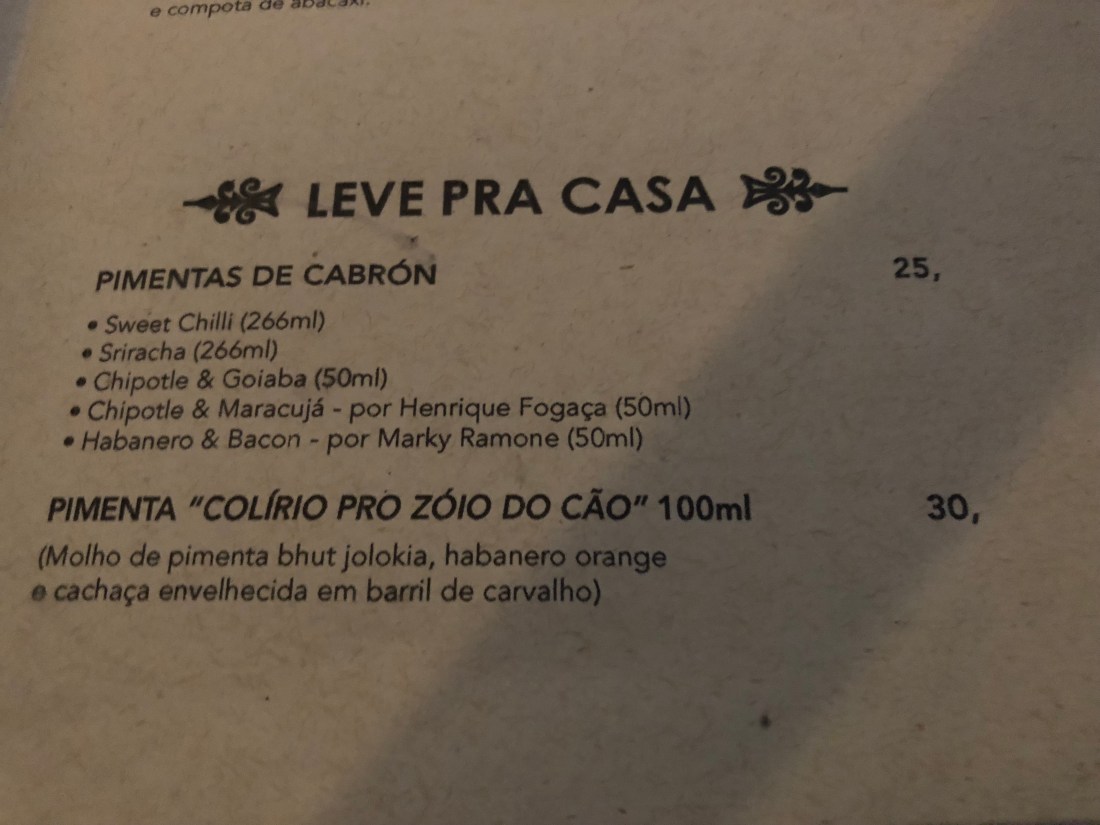 e compota de abacaxi.
LEVE PRA CASA
PIMENTAS DE CABRÓN 25,
• Sweet Chilli (266ml)
• Sriracha (266ml)
• Chipotle & Goiaba (50ml)
• Chipotle & Maracujá - por Henrique Fogaça (50ml)
• Habanero & Bacon - por Marky Ramone (50ml)
PIMENTA "COLÍRIO PRO ZÓIO DO CÃO" 100ml 30,
(Molho de pimenta bhut jolokia, habanero orange
e cachaça envelhecida em barril de carvalho)